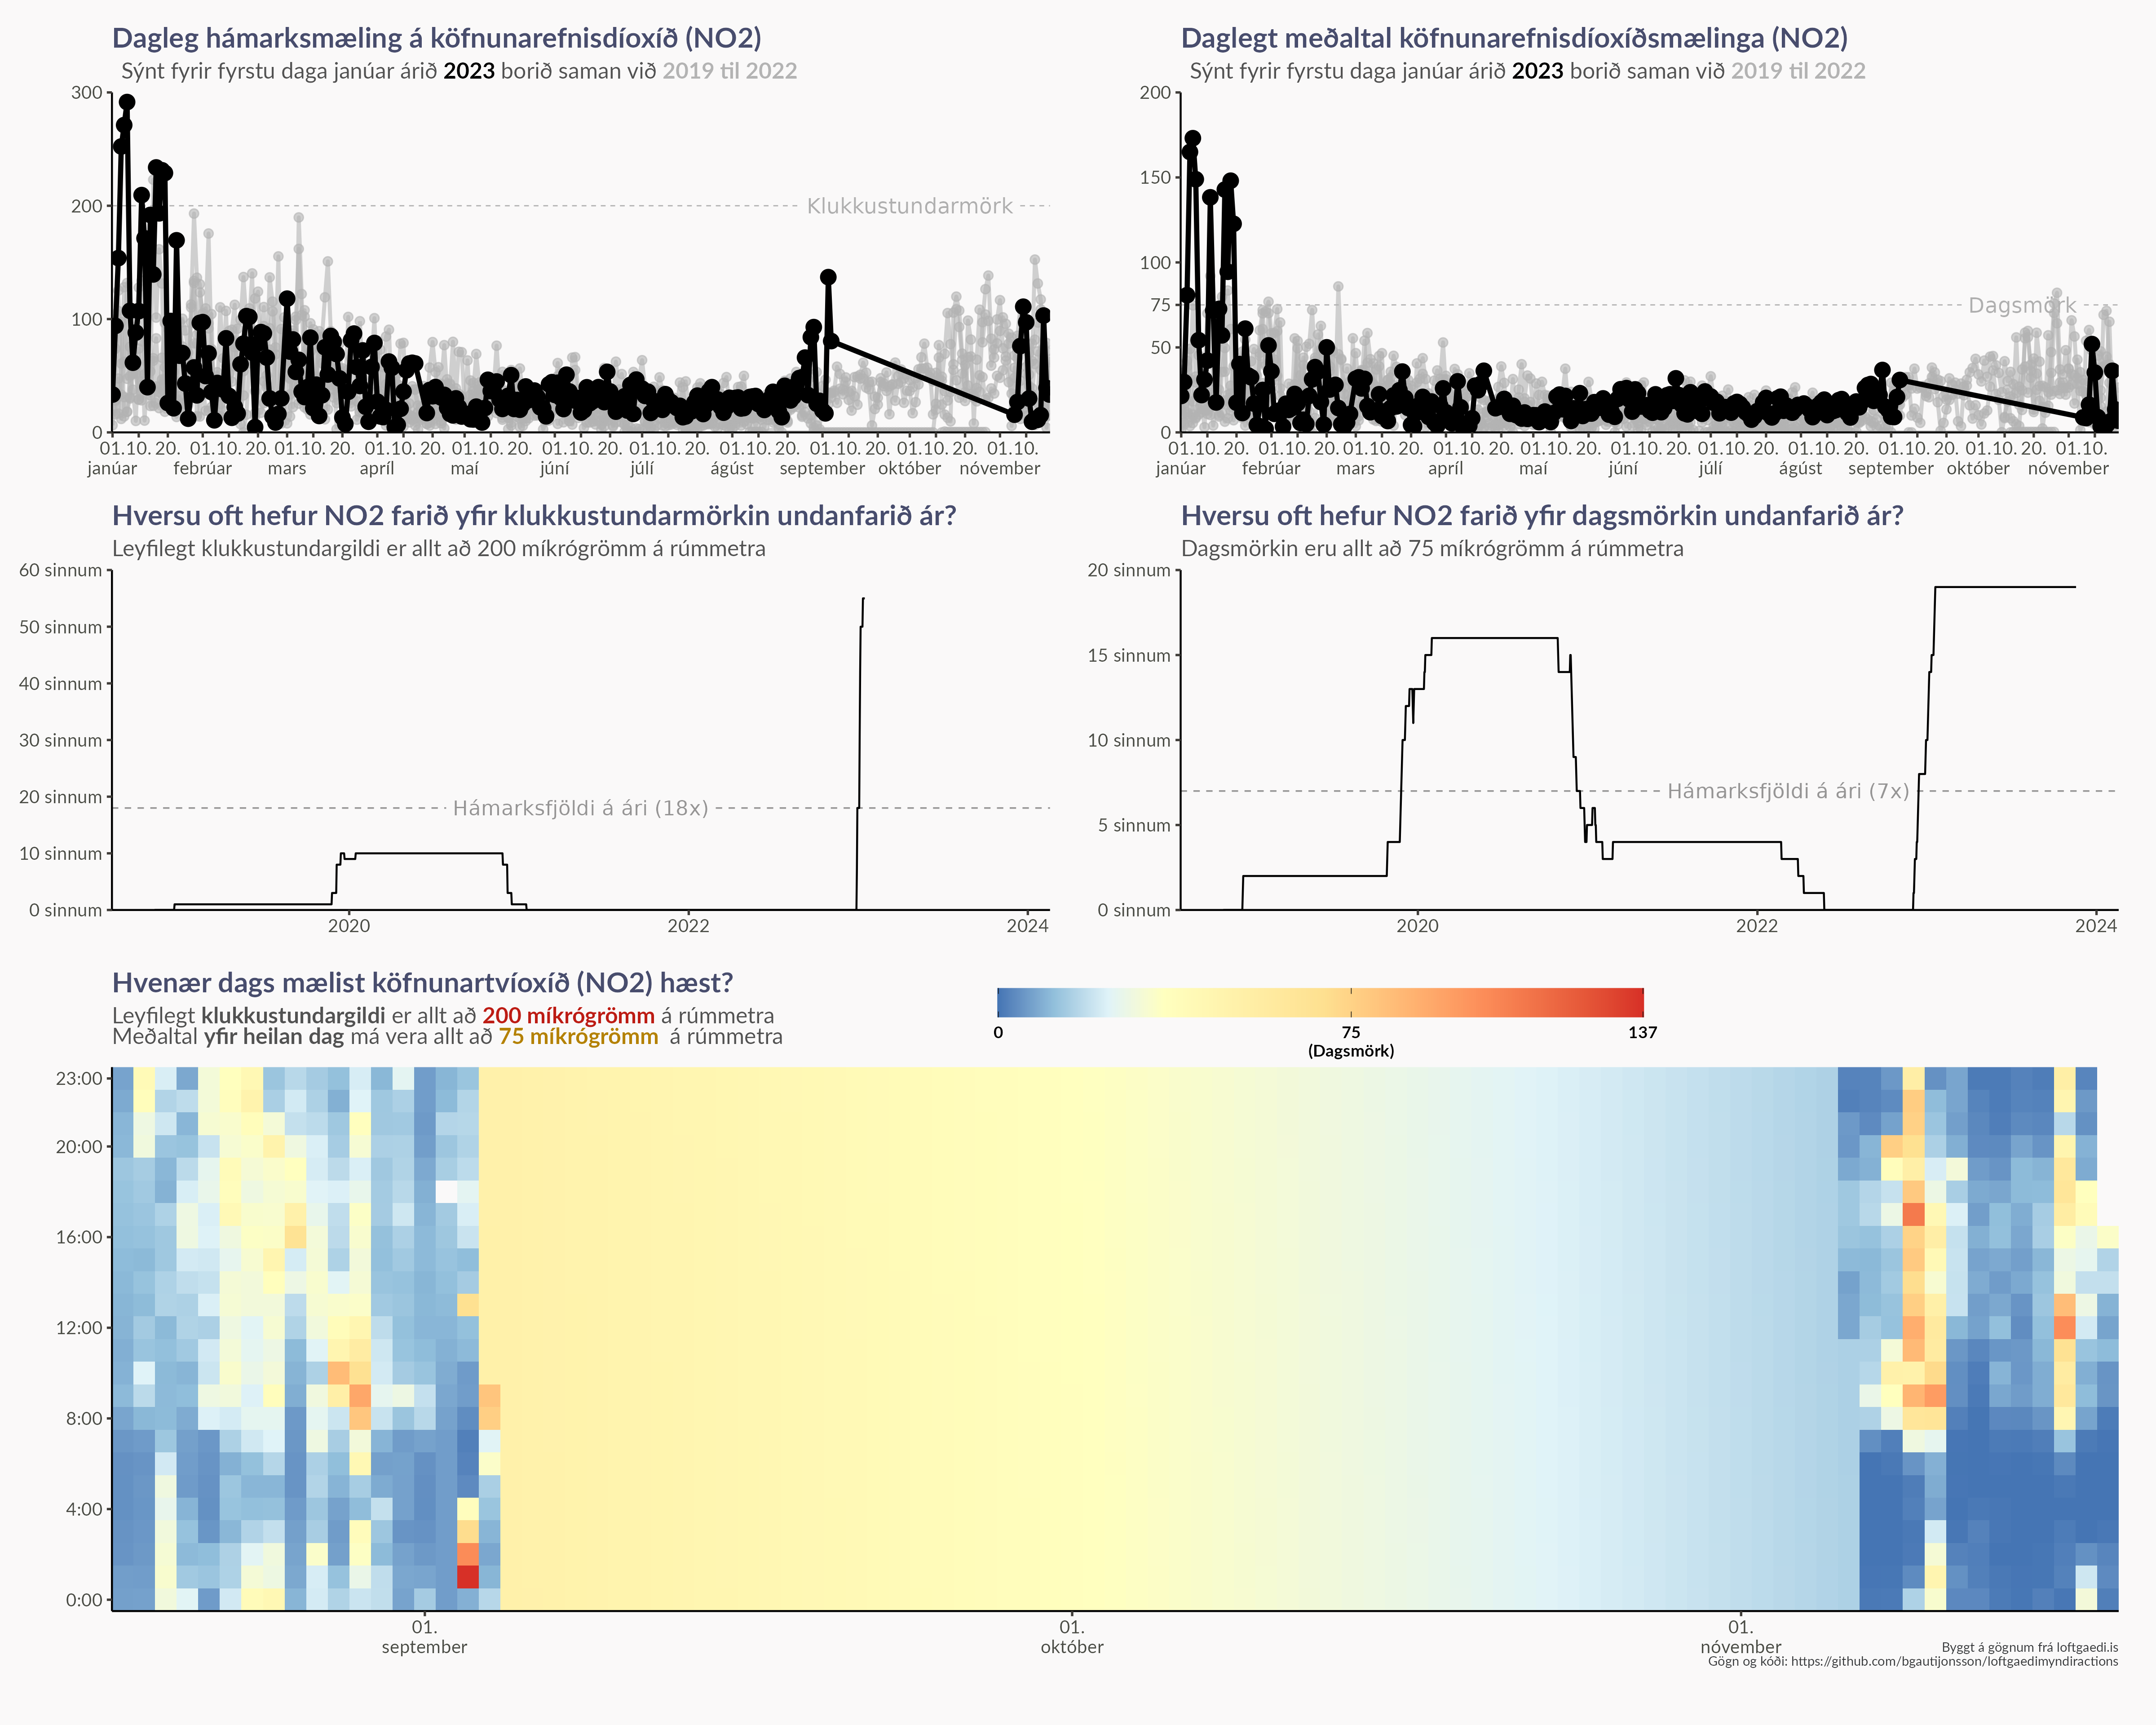 Dagleg hámarksmæling á köfnunarefnisdíoxíð (NO2)
Sýnt fyrir fyrstu daga janúar árið 2023 borið saman við 2019 til 2022
300
200
100
0
Klukkustundarmörk
01. 10. 20. 01. 10. 20. 01. 10. 20. 01. 10. 20. 01. 10. 20. 01. 10. 20. 01. 10. 20. 01. 10. 20. 01. 10. 20. 01. 10. 20. 01. 10.
janúar febrúar mars apríl maí júní júlí ágúst september október nóvember
Daglegt meðaltal köfnunarefnisdíoxíðsmælinga (NO2)
Sýnt fyrir fyrstu daga janúar árið 2023 borið saman við 2019 til 2022
200
150
100
75
50
0
Dagsmörk
01. 10. 20. 01. 10. 20. 01. 10. 20. 01. 10. 20. 01. 10. 20. 01. 10. 20. 01. 10. 20. 01. 10. 20. 01. 10. 20. 01. 10. 20. 01. 10.
janúar febrúar mars apríl maí júní júlí ágúst september október nóvember
Hversu oft hefur NO2 farið yfir klukkustundarmörkin undanfarið ár?
Leyfilegt klukkustundargildi er allt að 200 míkrógrömm á rúmmetra
60 sinnum
50 sinnum
40 sinnum
30 sinnum
20 sinnum
10 sinnum
0 sinnum
Hámarksfjöldi á ári (18x)
2020 2022 2024
Hversu oft hefur NO2 farið yfir dagsmörkin undanfarið ár?
Dagsmörkin eru allt að 75 míkrógrömm á rúmmetra
20 sinnum
15 sinnum
10 sinnum
5 sinnum
0 sinnum
Hámarksfjöldi á ári (7x)
2020 2022 2024
Hvenær dags mælist köfnunartvíoxíð (NO2) hæst?
Leyfilegt klukkustundargildi er allt að 200 míkrógrömm á rúmmetra
Meðaltal yfir heilan dag má vera allt að 75 míkrógrömm á rúmmetra
0 75 137
(Dagsmörk)
23:00
20:00
16:00
12:00
8:00
4:00
0:00
01. 01. 01.
september október nóvember
Byggt á gögnum frá loftgaedi.is
Gögn og kóði: https://github.com/bgautijonsson/loftgaedimyndiractions